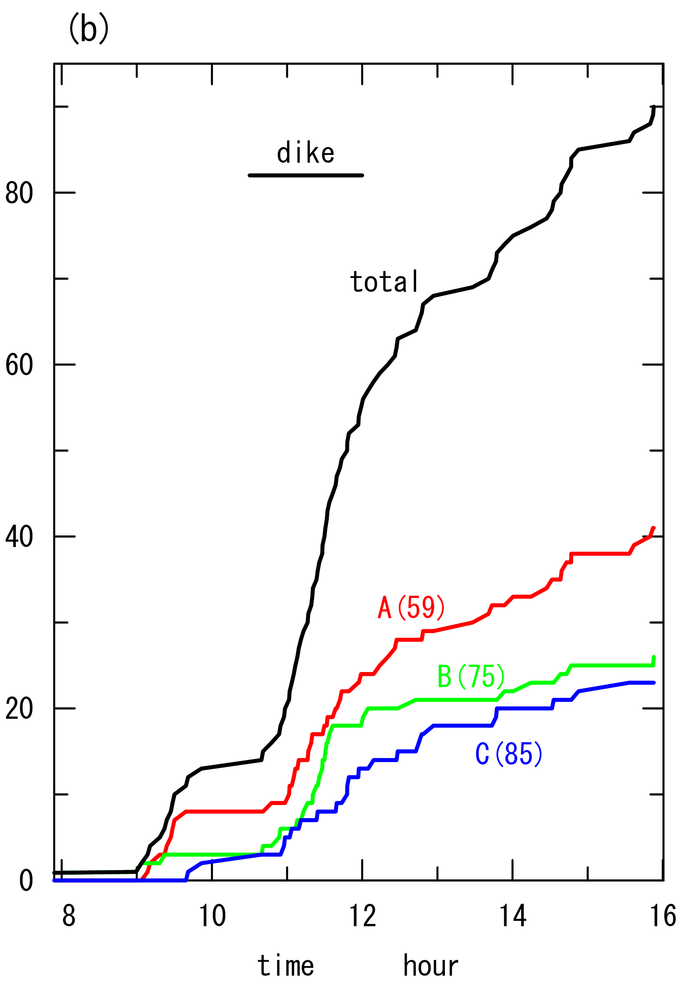 (b)
dike
80
total
60
40
A(59)
B(75)
20
C(85)
0
8 10 12 14 16
time hour